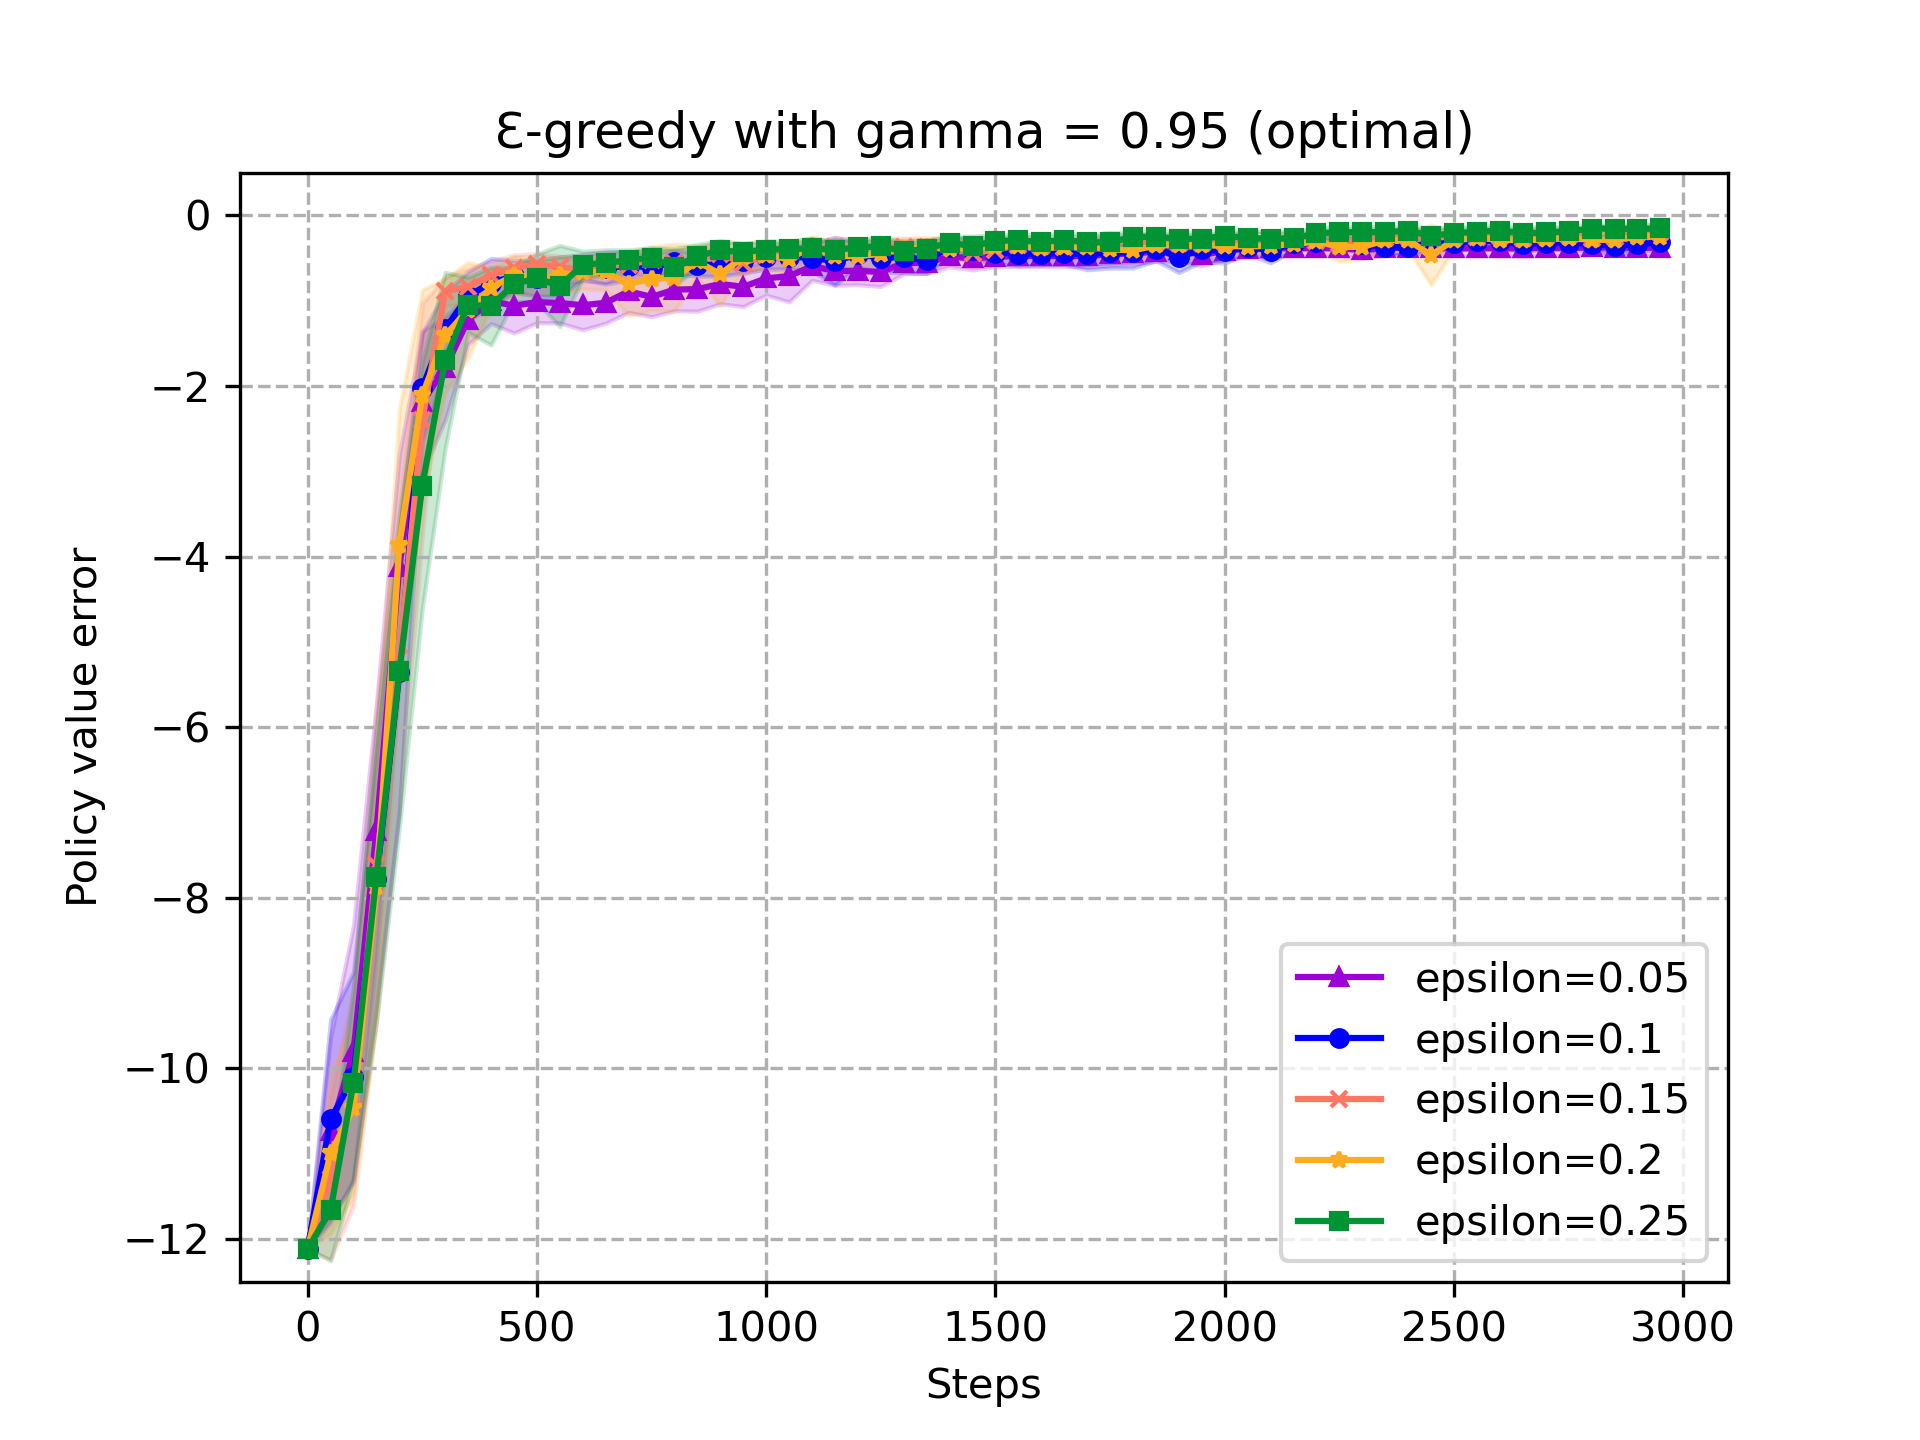 Ɛ-greedy with gamma = 0.95 (optimal)
0
−2
−4
−6
−8
−10
−12
Policy value error
epsilon=0.05
epsilon=0.1
epsilon=0.15
epsilon=0.2
epsilon=0.25
0 500 1000 1500 2000 2500 3000
Steps